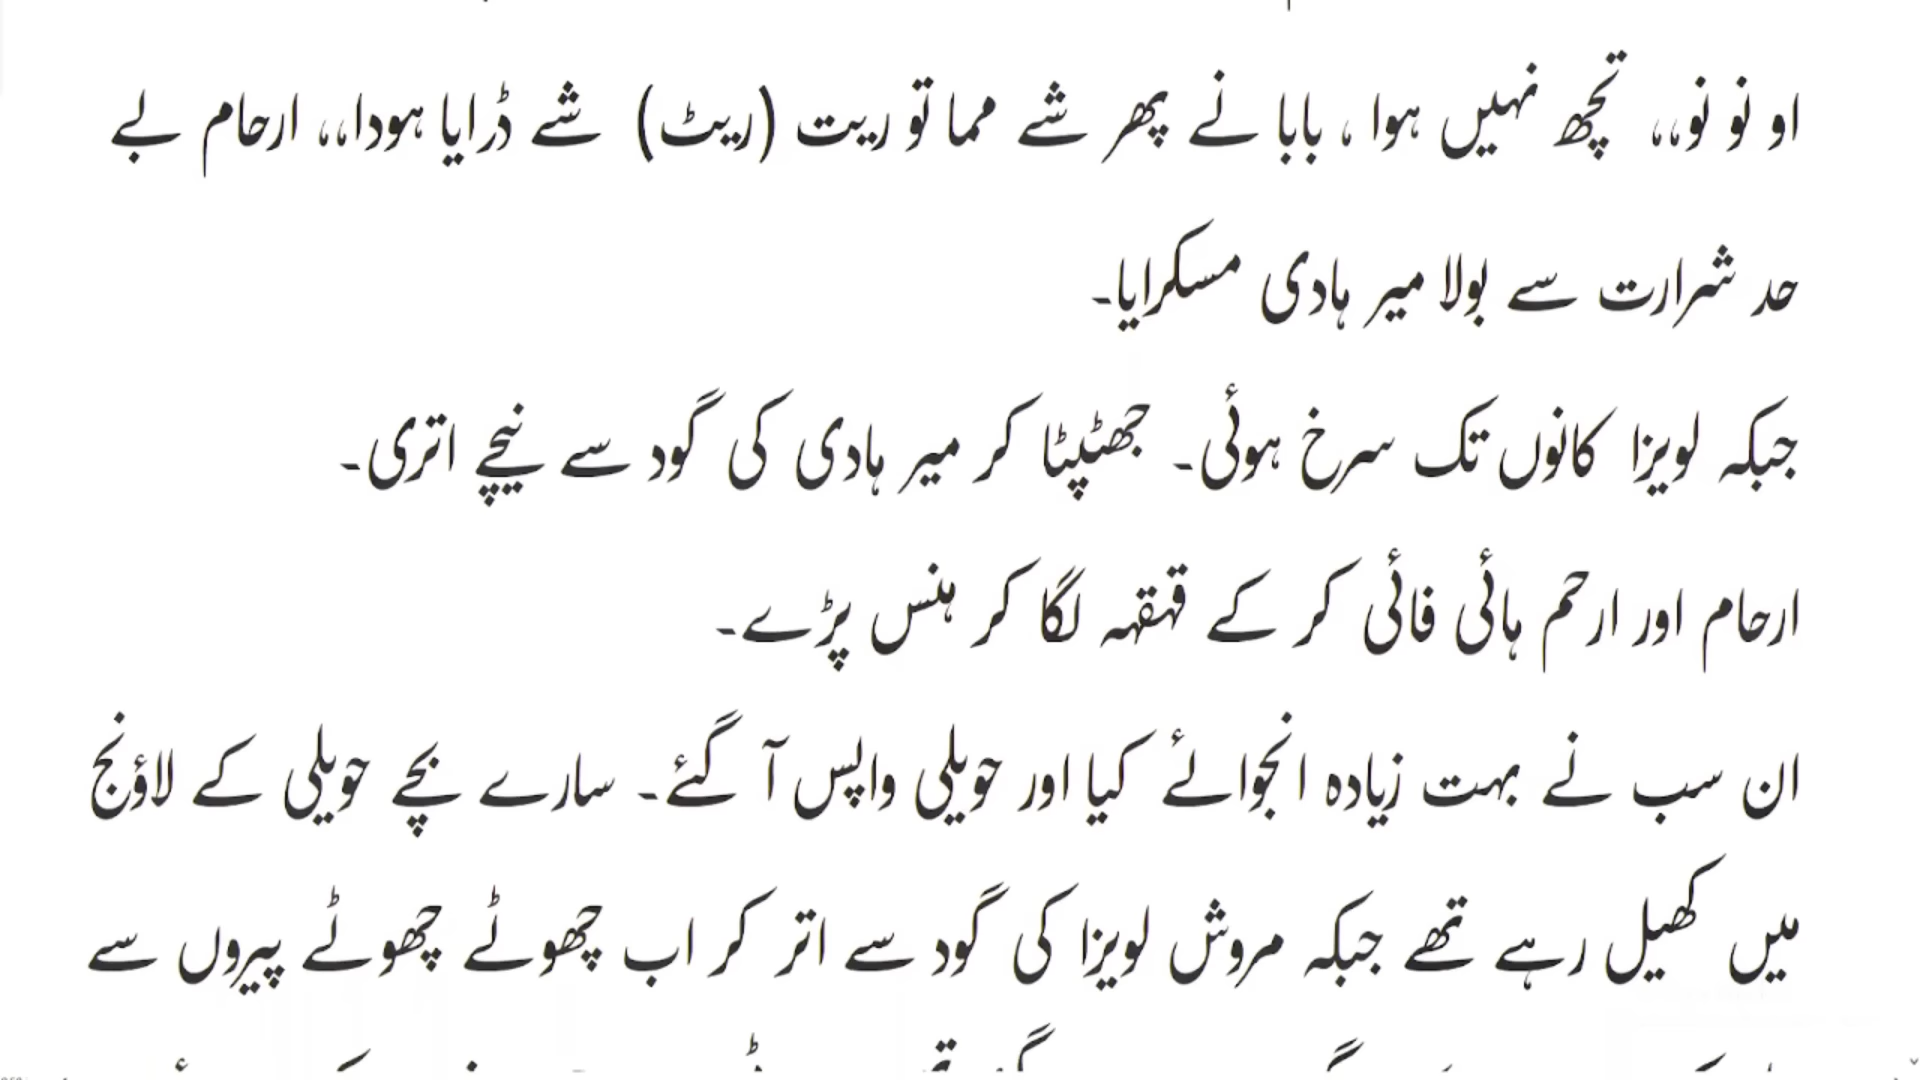 او نو نو،، تچھ نہیں ہوا ، بابا نے پھر شے مما تو ریت (ریٹ) شے ڈرایا ہودا،، ارحام بے
حد شرارت سے بولا میر ہادی مسکرایا۔
جبکہ لویزا کانوں تک سرخ ہوئی۔ جھٹپٹا کر میر ہادی کی گود سے نیچے اتری۔
ارحام اور ارحم ہائی فائی کر کے قہقہہ لگا کر ہنس پڑے۔
ان سب نے بہت زیادہ انجوائے کیا اور حویلی واپس آ گئے۔ سارے بچے حویلی کے لاؤنج
میں کھیل رہے تھے جبکہ مروش لویزا کی گود سے اتر کر اب چھوٹے چھوٹے پیروں سے